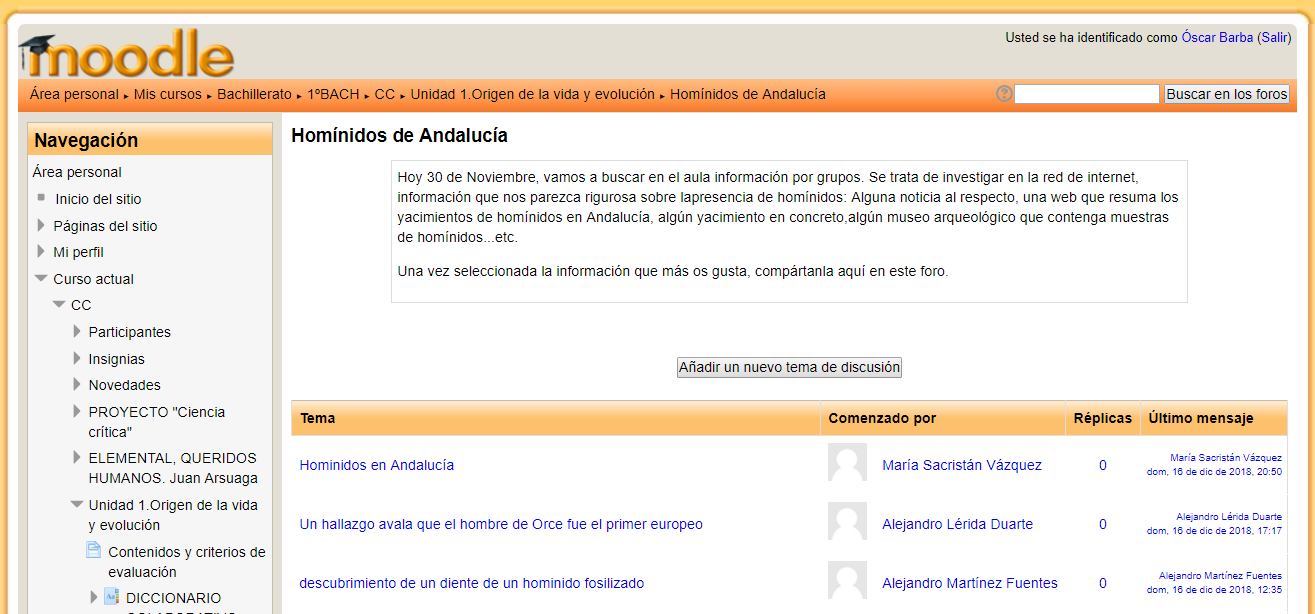 moodle
Usted se ha identificado como Óscar Barba (Salir)
Área personal ▸ Mis cursos ▸ Bachillerato ▸ 1ºBACH ▸ CC ▸ Unidad 1.Origen de la vida y evolución ▸ Homínidos de Andalucía
Buscar en los foros
Navegación
Área personal
Inicio del sitio
Páginas del sitio
Mi perfil
Curso actual
CC
Participantes
Insignias
Novedades
PROYECTO "Ciencia
crítica"
ELEMENTAL, QUERIDOS
HUMANOS. Juan Arsuaga
Unidad 1.Origen de la vida
y evolución
Contenidos y criterios de
evaluación
DICCIONARIO
Homínidos de Andalucía
Hoy 30 de Noviembre, vamos a buscar en el aula información por grupos. Se trata de investigar en la red de internet,
información que nos parezca rigurosa sobre lapresencia de homínidos: Alguna noticia al respecto, una web que resuma los
yacimientos de homínidos en Andalucía, algún yacimiento en concreto,algún museo arqueológico que contenga muestras
de homínidos...etc.
Una vez seleccionada la información que más os gusta, compártanla aquí en este foro.
Añadir un nuevo tema de discusión
Tema Comenzado por Réplicas Último mensaje
Hominidos en Andalucía María Sacristán Vázquez 0 María Sacristán Vázquez
dom, 16 de dic de 2018, 20:50
Un hallazgo avala que el hombre de Orce fue el primer europeo Alejandro Lérida Duarte 0 Alejandro Lérida Duarte
dom, 16 de dic de 2018, 17:17
descubrimiento de un diente de un hominido fosilizado Alejandro Martínez Fuentes 0 Alejandro Martínez Fuentes
dom, 16 de dic de 2018, 12:35